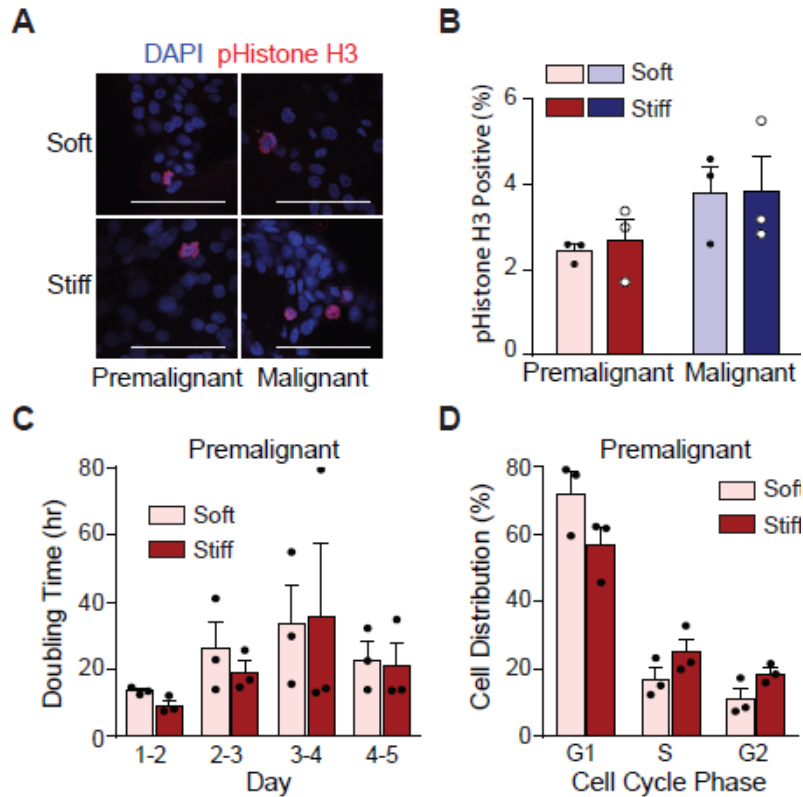 A
DAPI pHistone H3
Soft
Stiff
Premalignant Malignant
B
Soft
Stiff
pHistone H3 Positive (%)
6
4
2
0
Premalignant Malignant
C
Premalignant
Soft
Stiff
Doubling Time (hr)
80
60
40
20
0
1-2 2-3 3-4 4-5
Day
D
Premalignant
Soft
Stiff
Cell Distribution (%)
80
60
40
20
0
G1 S G2
Cell Cycle Phase